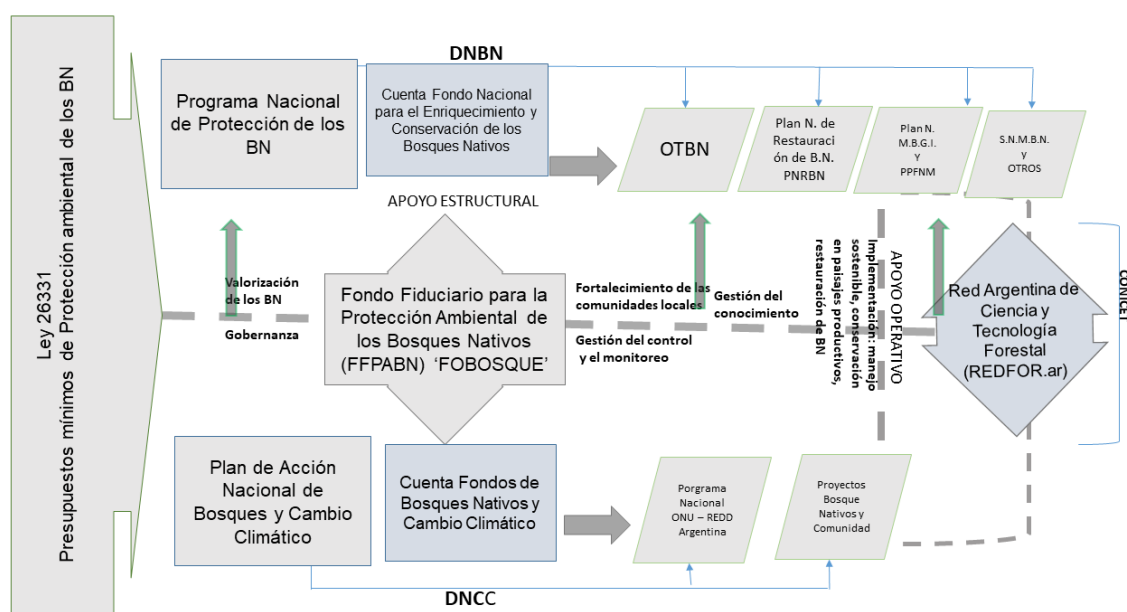 Ley 26331
Presupuestos mínimos de Protección ambiental de los BN
DNBN
Programa Nacional
de Protección de los
BN
Cuenta Fondo Nacional
para el Enriquecimiento y
Conservación de los
Bosques Nativos
OTBN
Plan N. de
Restauraci
ón de B.N.
PNRBN
Plan N.
M.B.G.I.
Y
PPFNM
S.N.M.B.N.
y
OTROS
APOYO ESTRUCTURAL
Valorización
de los BN
Gobernanza
Fondo Fiduciario para la
Protección Ambiental de
los Bosques Nativos
(FFPABN) ‘FOBOSQUE’
Fortalecimiento de las
comunidades locales
Gestión del
conocimiento
Gestión del control
y el monitoreo
APOYO OPERATIVO
Implementación: manejo
sostenible, conservación
en paisajes productivos,
restauración de BN
Red Argentina de
Ciencia y
Tecnología
Forestal
(REDFOR.ar)
CONICET
Plan de Acción
Nacional de
Bosques y Cambio
Climático
Cuenta Fondos de
Bosques Nativos y
Cambio Climático
Porgrama
Nacional
ONU – REDD
Argentina
Proyectos
Bosque
Nativos y
Comunidad
DNCC